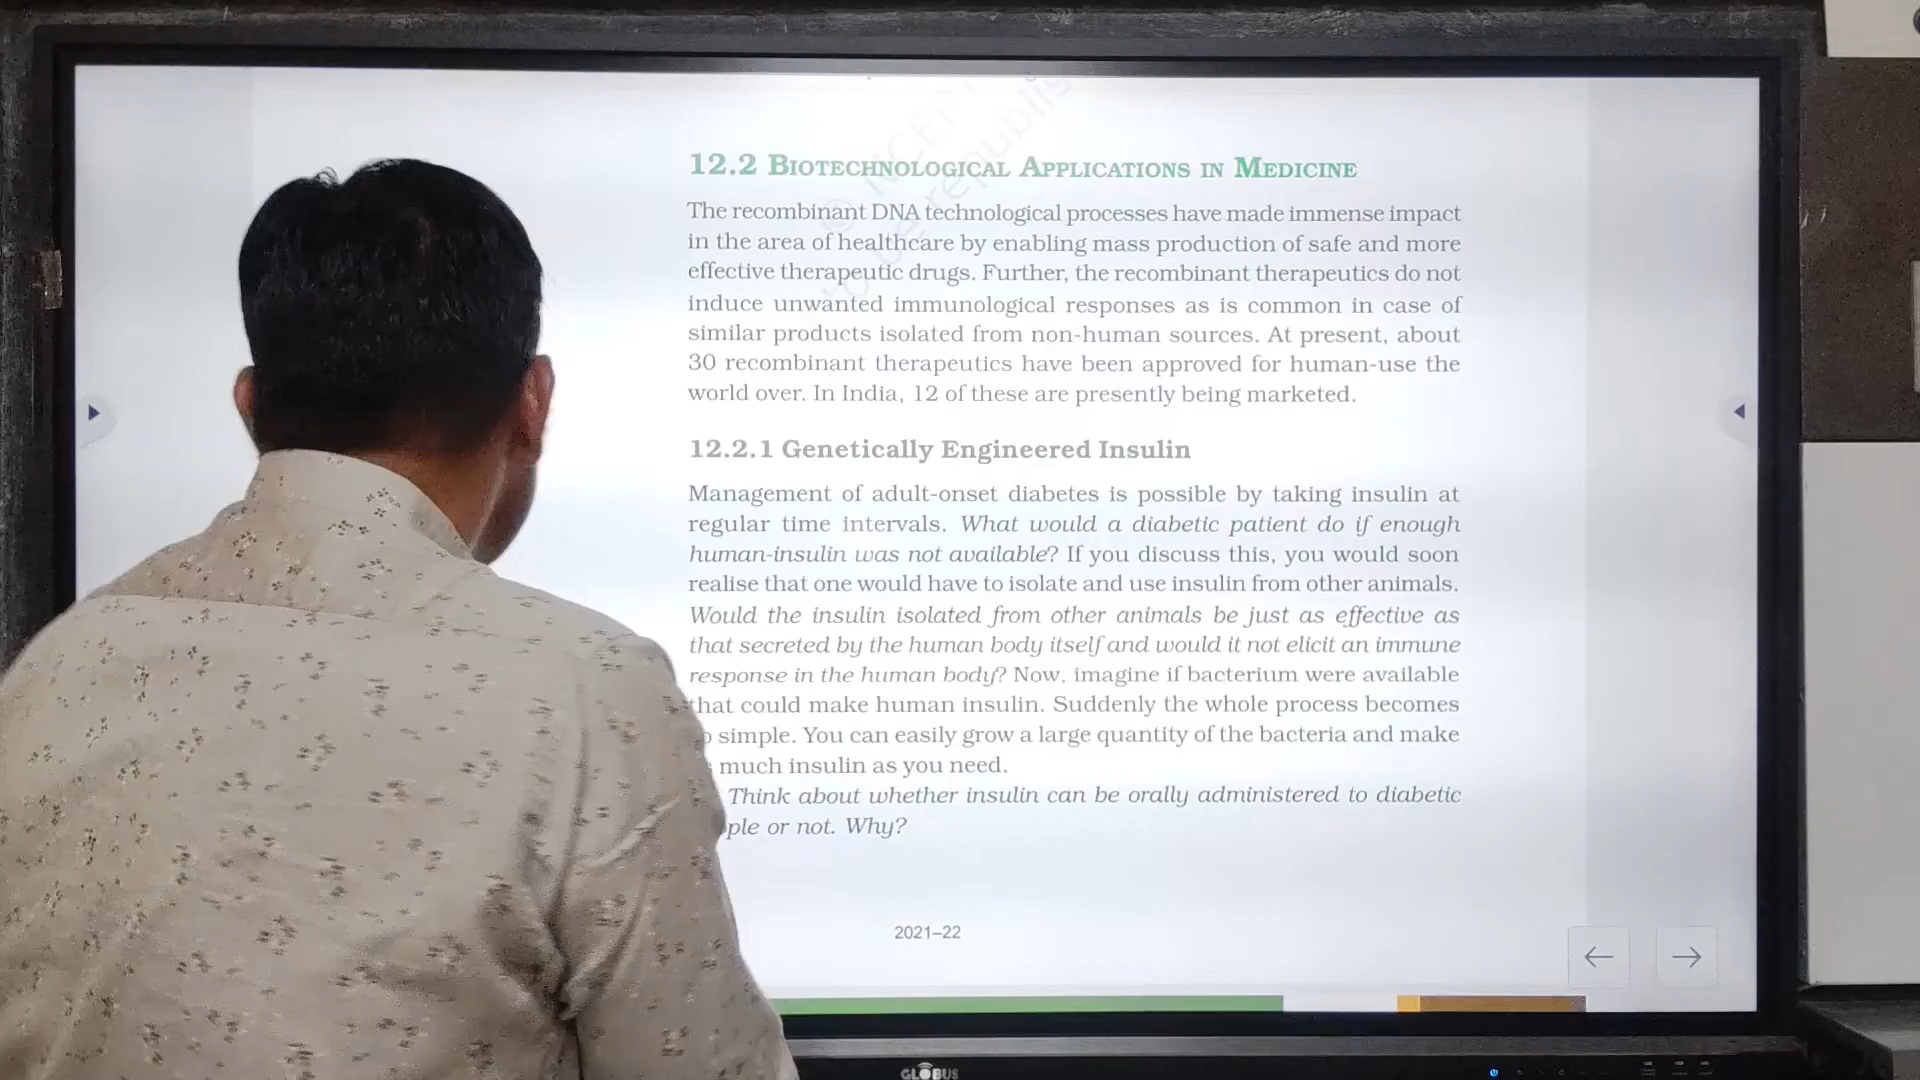 12.2 BIOTECHNOLOGICAL APPLICATIONS IN MEDICINE
The recombinant DNA technological processes have made immense impact
in the area of healthcare by enabling mass production of safe and more
effective therapeutic drugs. Further, the recombinant therapeutics do not
induce unwanted immunological responses as is common in case of
similar products isolated from non-human sources. At present, about
30 recombinant therapeutics have been approved for human-use the
world over. In India, 12 of these are presently being marketed.
12.2.1 Genetically Engineered Insulin
Management of adult-onset diabetes is possible by taking insulin at
regular time intervals. What would a diabetic patient do if enough
human-insulin was not available? If you discuss this, you would soon
realise that one would have to isolate and use insulin from other animals.
Would the insulin isolated from other animals be just as effective as
that secreted by the human body itself and would it not elicit an immune
response in the human body? Now, imagine if bacterium were available
that could make human insulin. Suddenly the whole process becomes
simple. You can easily grow a large quantity of the bacteria and make
much insulin as you need.
Think about whether insulin can be orally administered to diabetic
ple or not. Why?
2021–22
GLOBUS